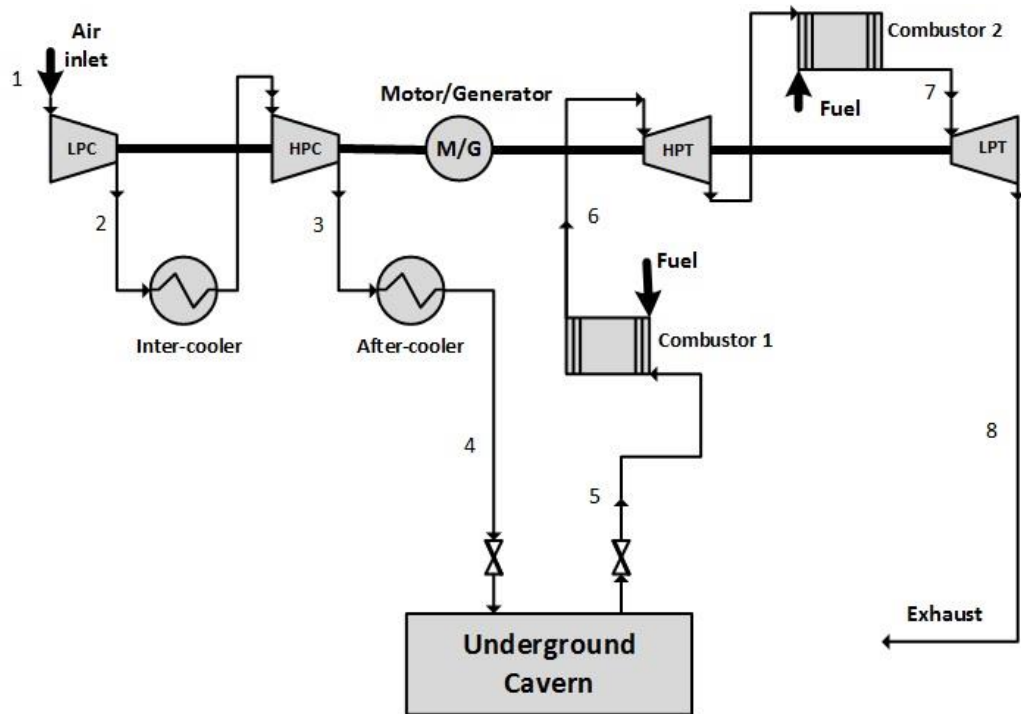 Air
inlet
1
LPC
HPC
Motor/Generator
M/G
HPT
Combustor 2
Fuel
7
LPT
2
3
6
Fuel
Inter-cooler
After-cooler
Combustor 1
4
5
8
Exhaust
Underground
Cavern